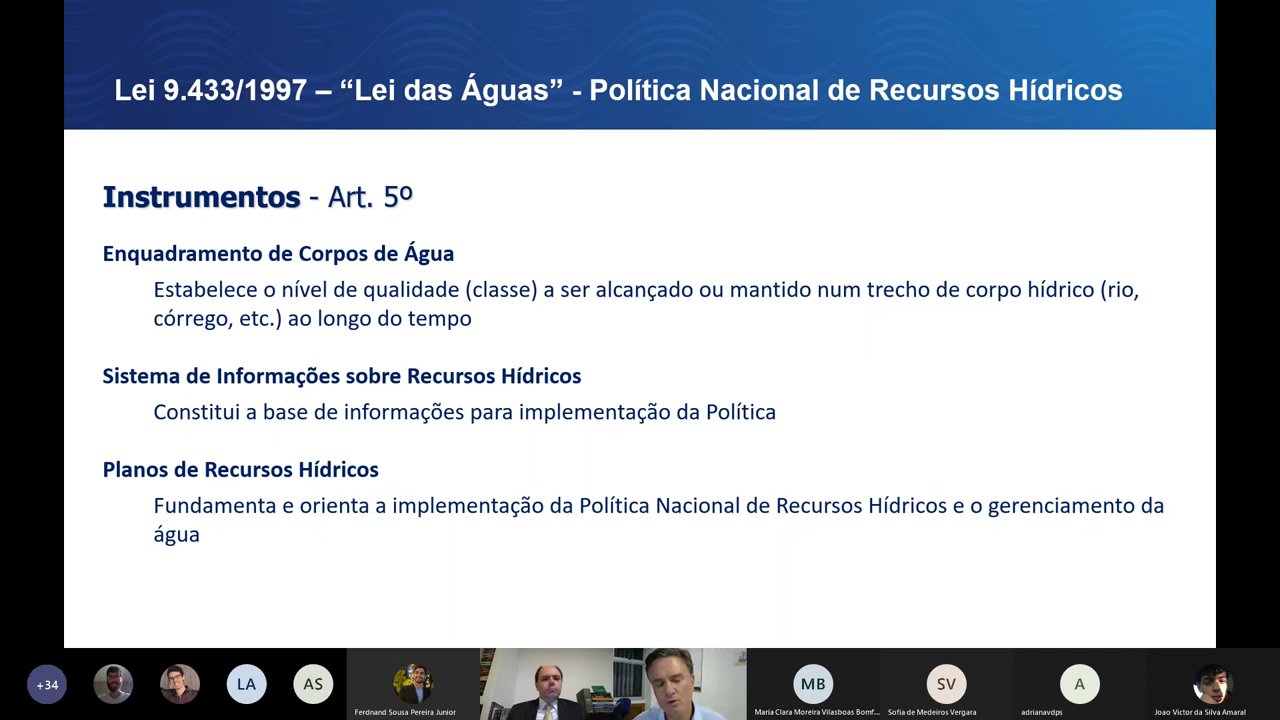 Lei 9.433/1997 – “Lei das Águas” - Política Nacional de Recursos Hídricos
Instrumentos - Art. 5º
Enquadramento de Corpos de Água
Estabelece o nível de qualidade (classe) a ser alcançado ou mantido num trecho de corpo hídrico (rio,
córrego, etc.) ao longo do tempo
Sistema de Informações sobre Recursos Hídricos
Constitui a base de informações para implementação da Política
Planos de Recursos Hídricos
Fundamenta e orienta a implementação da Política Nacional de Recursos Hídricos e o gerenciamento da
água
+34
LA
AS
Ferdnand Sousa Pereira Junior
MB
Maria Clara Moreira Vilasboas Bomf...
SV
Sofia de Medeiros Vergara
A
adrianavdps
Joao Victor da Silva Amaral